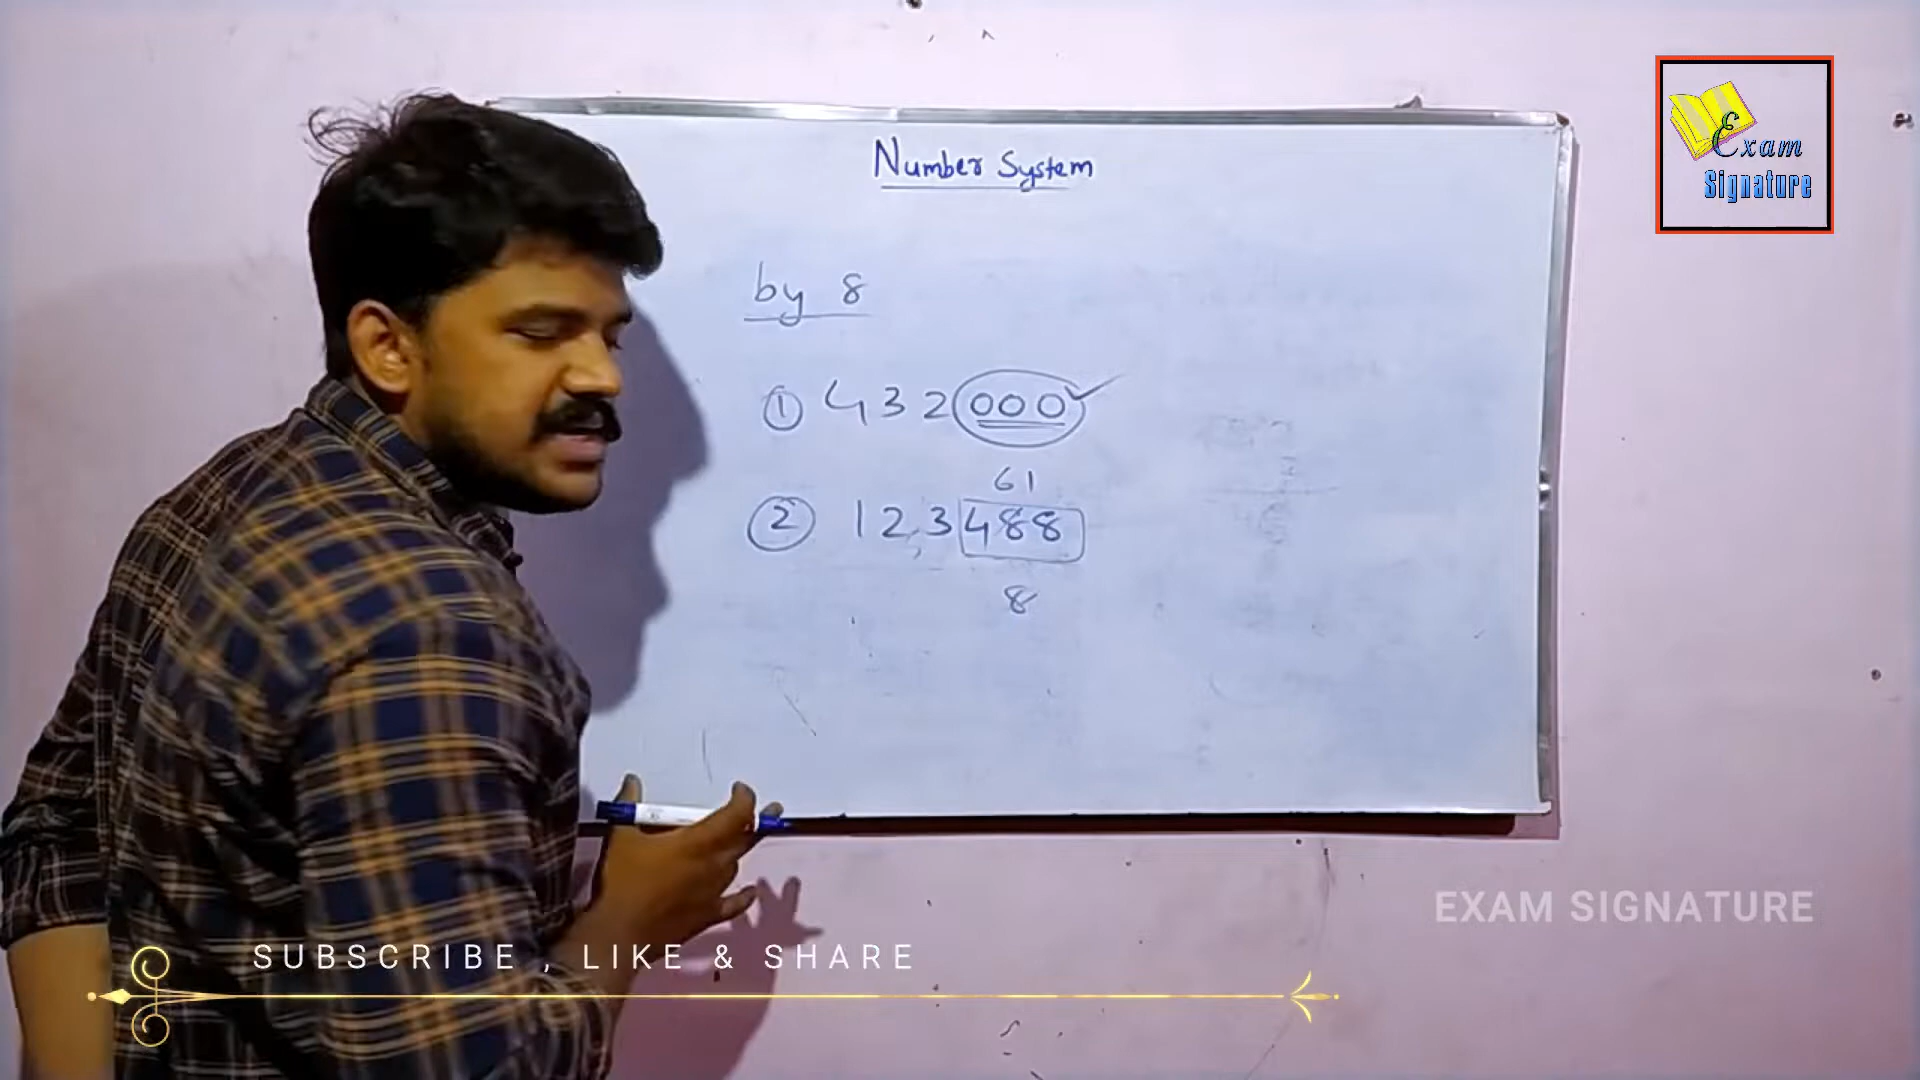 Number System
Exam
Signature
by 8
① 432000
61
② 123488
8
EXAM SIGNATURE
SUBSCRIBE , LIKE & SHARE